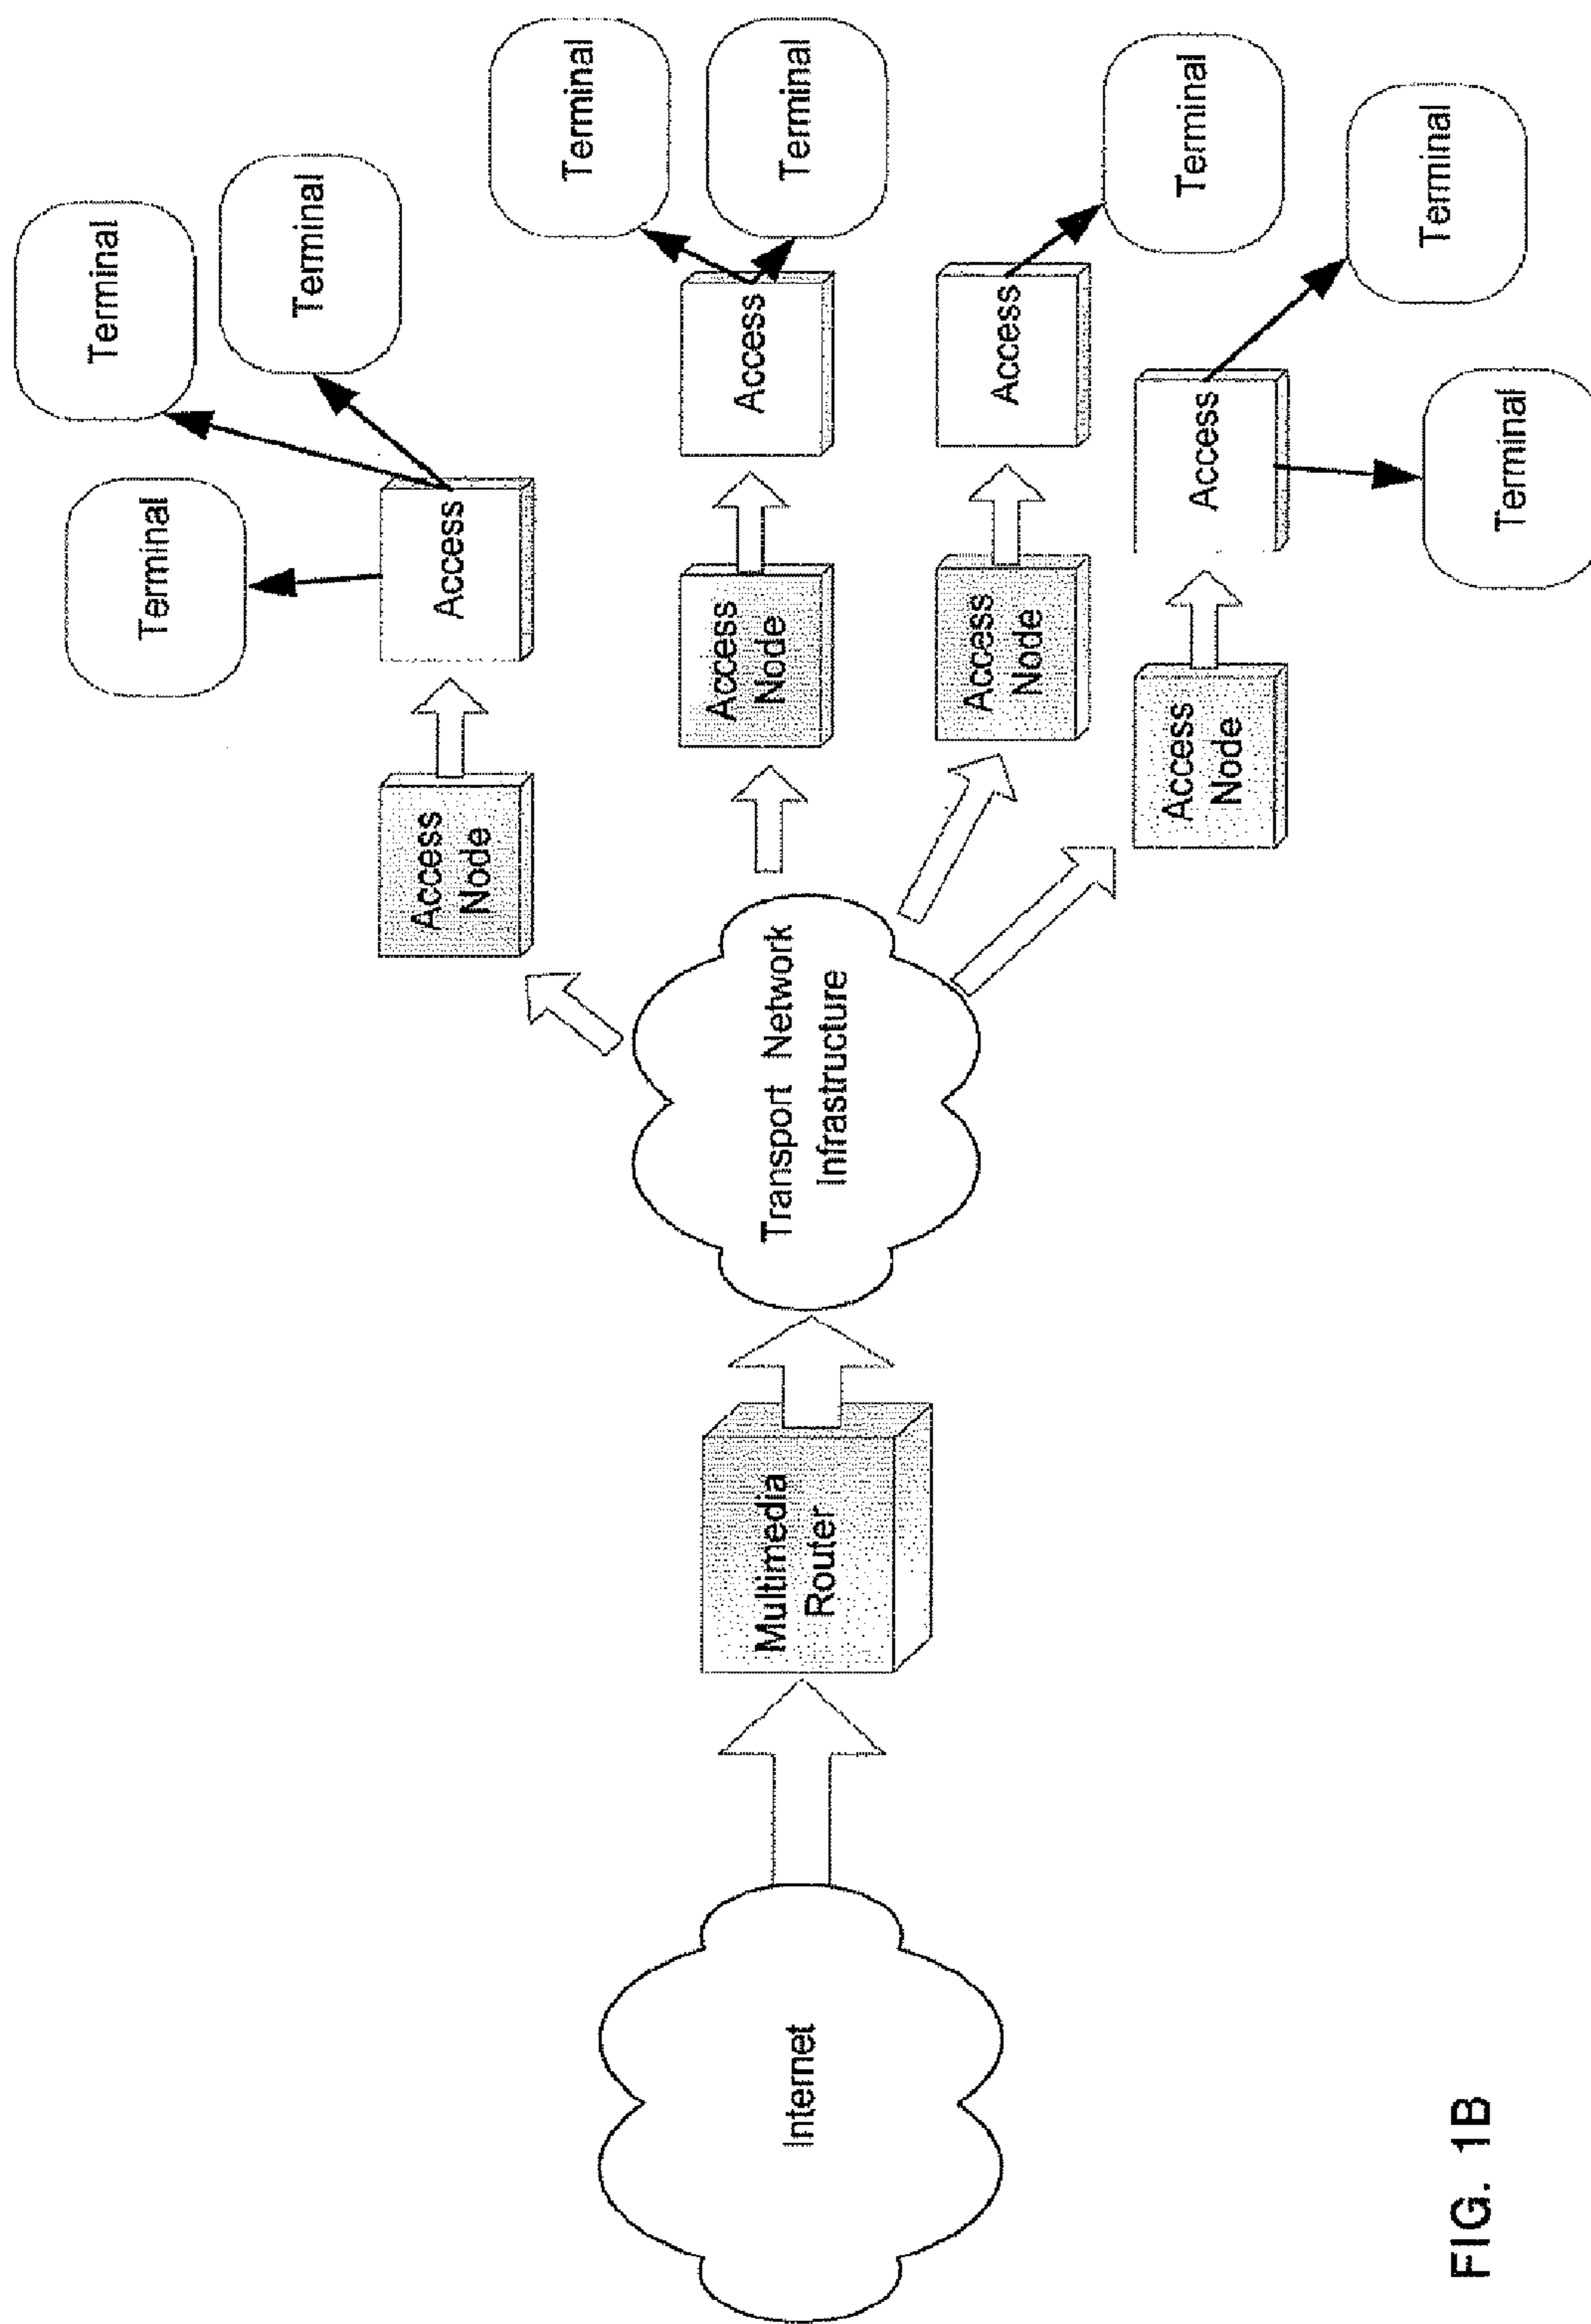 Internet
Multimedia
Router
Transport Network
Infrastructure
Access
Node
Access
Terminal
Terminal
Terminal
Access
Node
Access
Terminal
Terminal
Access
Node
Access
Terminal
Access
Node
Access
Terminal
Terminal
FIG. 1B